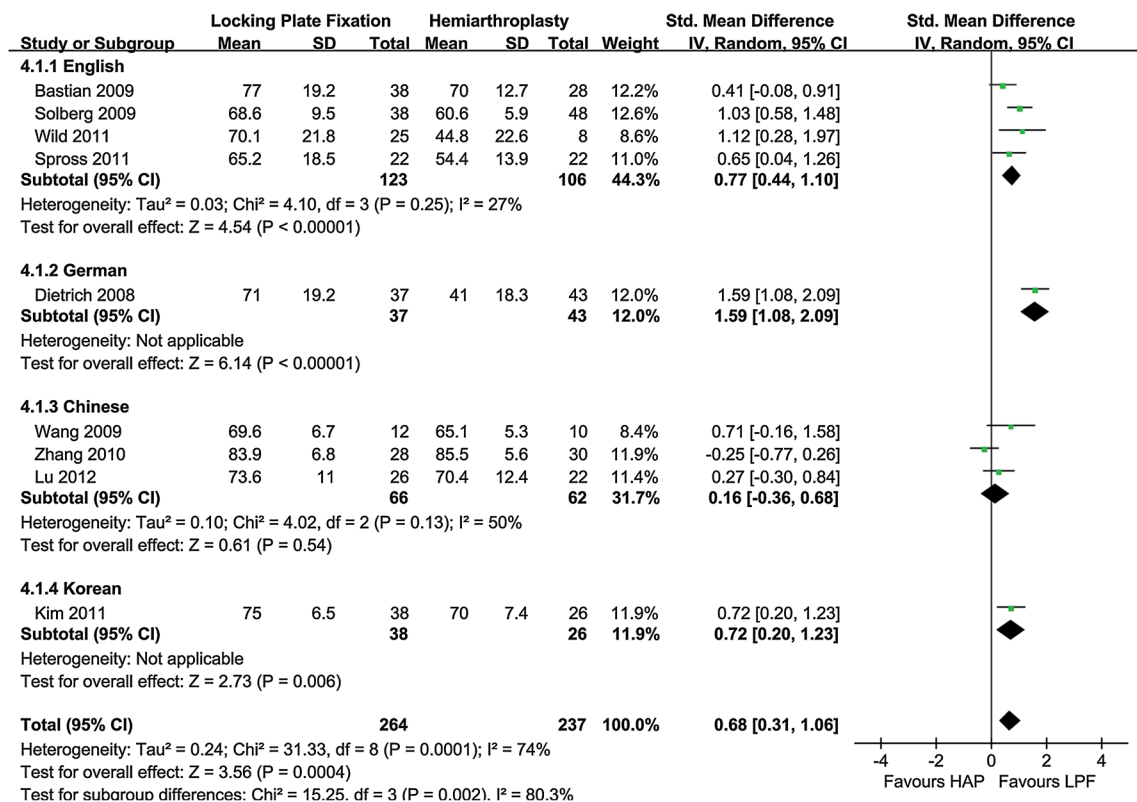 Locking Plate Fixation Hemiarthroplasty Std. Mean Difference Std. Mean Difference
Study or Subgroup Mean SD Total Mean SD Total Weight IV, Random, 95% CI IV, Random, 95% CI
4.1.1 English
Bastian 2009 77 19.2 38 70 12.7 28 12.2% 0.41 [-0.08, 0.91]
Solberg 2009 68.6 9.5 38 60.6 5.9 48 12.6% 1.03 [0.58, 1.48]
Wild 2011 70.1 21.8 25 44.8 22.6 8 8.6% 1.12 [0.28, 1.97]
Spross 2011 65.2 18.5 22 54.4 13.9 22 11.0% 0.65 [0.04, 1.26]
Subtotal (95% CI) 123 106 44.3% 0.77 [0.44, 1.10]
Heterogeneity: Tau² = 0.03; Chi² = 4.10, df = 3 (P = 0.25); I² = 27%
Test for overall effect: Z = 4.54 (P < 0.00001)
4.1.2 German
Dietrich 2008 71 19.2 37 41 18.3 43 12.0% 1.59 [1.08, 2.09]
Subtotal (95% CI) 37 43 12.0% 1.59 [1.08, 2.09]
Heterogeneity: Not applicable
Test for overall effect: Z = 6.14 (P < 0.00001)
4.1.3 Chinese
Wang 2009 69.6 6.7 12 65.1 5.3 10 8.4% 0.71 [-0.16, 1.58]
Zhang 2010 83.9 6.8 28 85.5 5.6 30 11.9% -0.25 [-0.77, 0.26]
Lu 2012 73.6 11 26 70.4 12.4 22 11.4% 0.27 [-0.30, 0.84]
Subtotal (95% CI) 66 62 31.7% 0.16 [-0.36, 0.68]
Heterogeneity: Tau² = 0.10; Chi² = 4.02, df = 2 (P = 0.13); I² = 50%
Test for overall effect: Z = 0.61 (P = 0.54)
4.1.4 Korean
Kim 2011 75 6.5 38 70 7.4 26 11.9% 0.72 [0.20, 1.23]
Subtotal (95% CI) 38 26 11.9% 0.72 [0.20, 1.23]
Heterogeneity: Not applicable
Test for overall effect: Z = 2.73 (P = 0.006)
Total (95% CI) 264 237 100.0% 0.68 [0.31, 1.06]
Heterogeneity: Tau² = 0.24; Chi² = 31.33, df = 8 (P = 0.0001); I² = 74%
Test for overall effect: Z = 3.56 (P = 0.0004)
Test for subgroup differences: Chi² = 15.25, df = 3 (P = 0.002), I² = 80.3%
-4 -2 0 2 4
Favours HAP Favours LPF